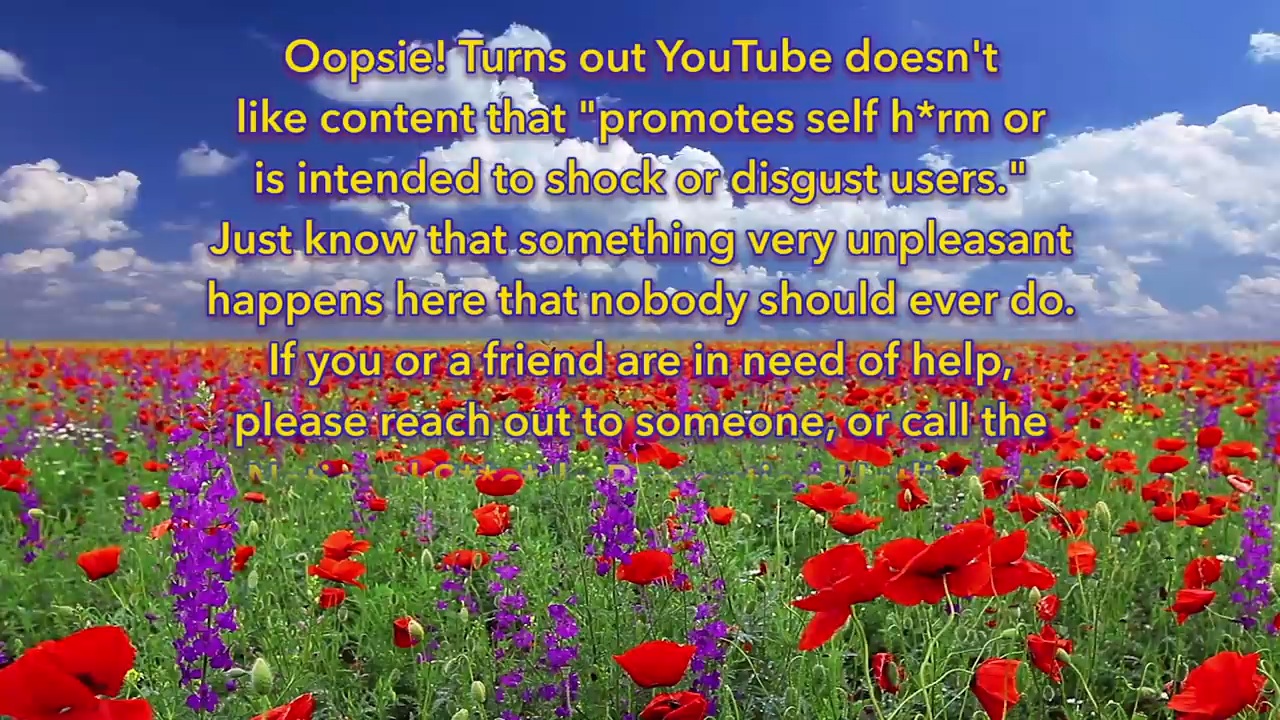 Oopsie! Turns out YouTube doesn't
like content that "promotes self h*rm or
is intended to shock or disgust users."
Just know that something very unpleasant
happens here that nobody should ever do.
If you or a friend are in need of help,
please reach out to someone, or call the